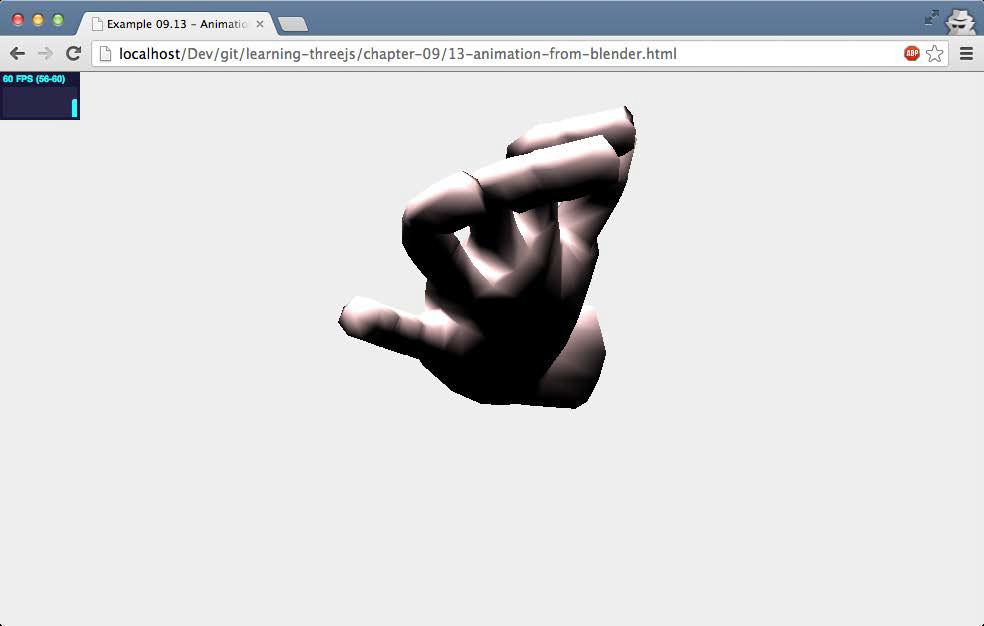 Example 09.13 – Animatio
localhost/Dev/git/learning-threejs/chapter-09/13-animation-from-blender.html
ABP
60 FPS (56-60)